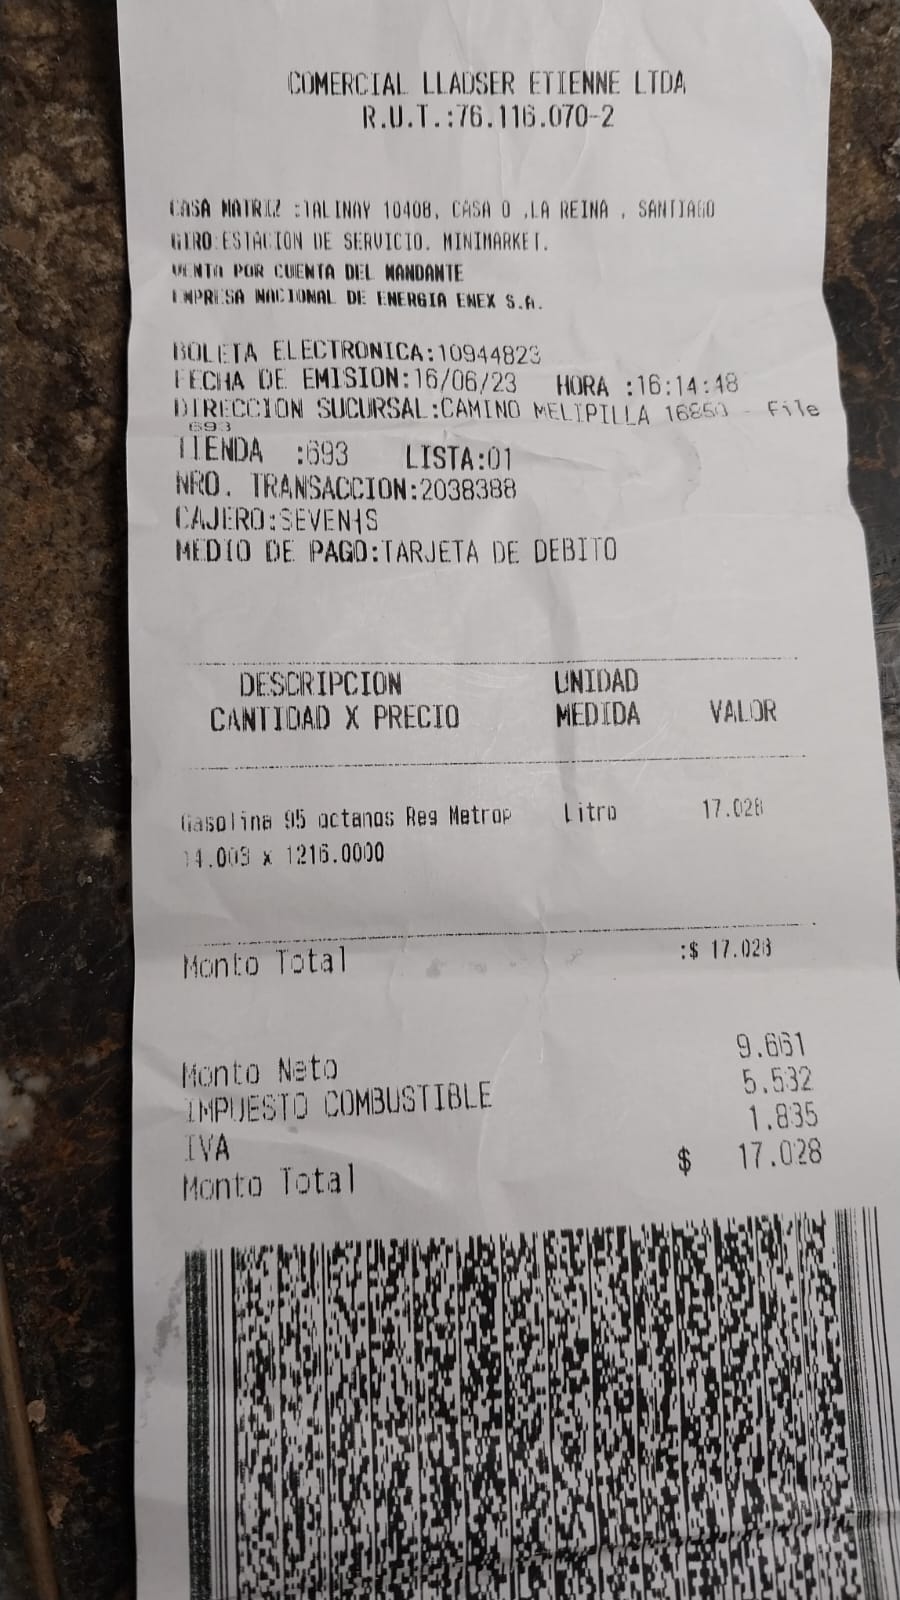 COMERCIAL LLADSER ETIENNE LTDA
R.U.T.:76.116.070-2
CASA MATRIZ :TALINAY 10408, CASA O ,LA REINA , SANTIAGO
GIRO:ESTACION DE SERVICIO. MINIMARKET.
VENTA POR CUENTA DEL MANDANTE
EMPRESA NACIONAL DE ENERGIA ENEX S.A.
BOLETA ELECTRONICA:10944823
FECHA DE EMISION:16/06/23 HORA :16:14:48
DIRECCION SUCURSAL:CAMINO MELIPILLA - File
693
TIENDA :693 LISTA:01
NRO. TRANSACCION:2038388
CAJERO:
MEDIO DE PAGO:TARJETA DE DEBITO
DESCRIPCION UNIDAD
CANTIDAD X PRECIO MEDIDA VALOR
Gasolina 95 octanos Reg Metrop Litro 17.028
14.003 x 1216.0000
Monto Total :$ 17.028
Monto Neto 9.661
IMPUESTO COMBUSTIBLE 5.532
IVA 1.835
Monto Total $ 17.028